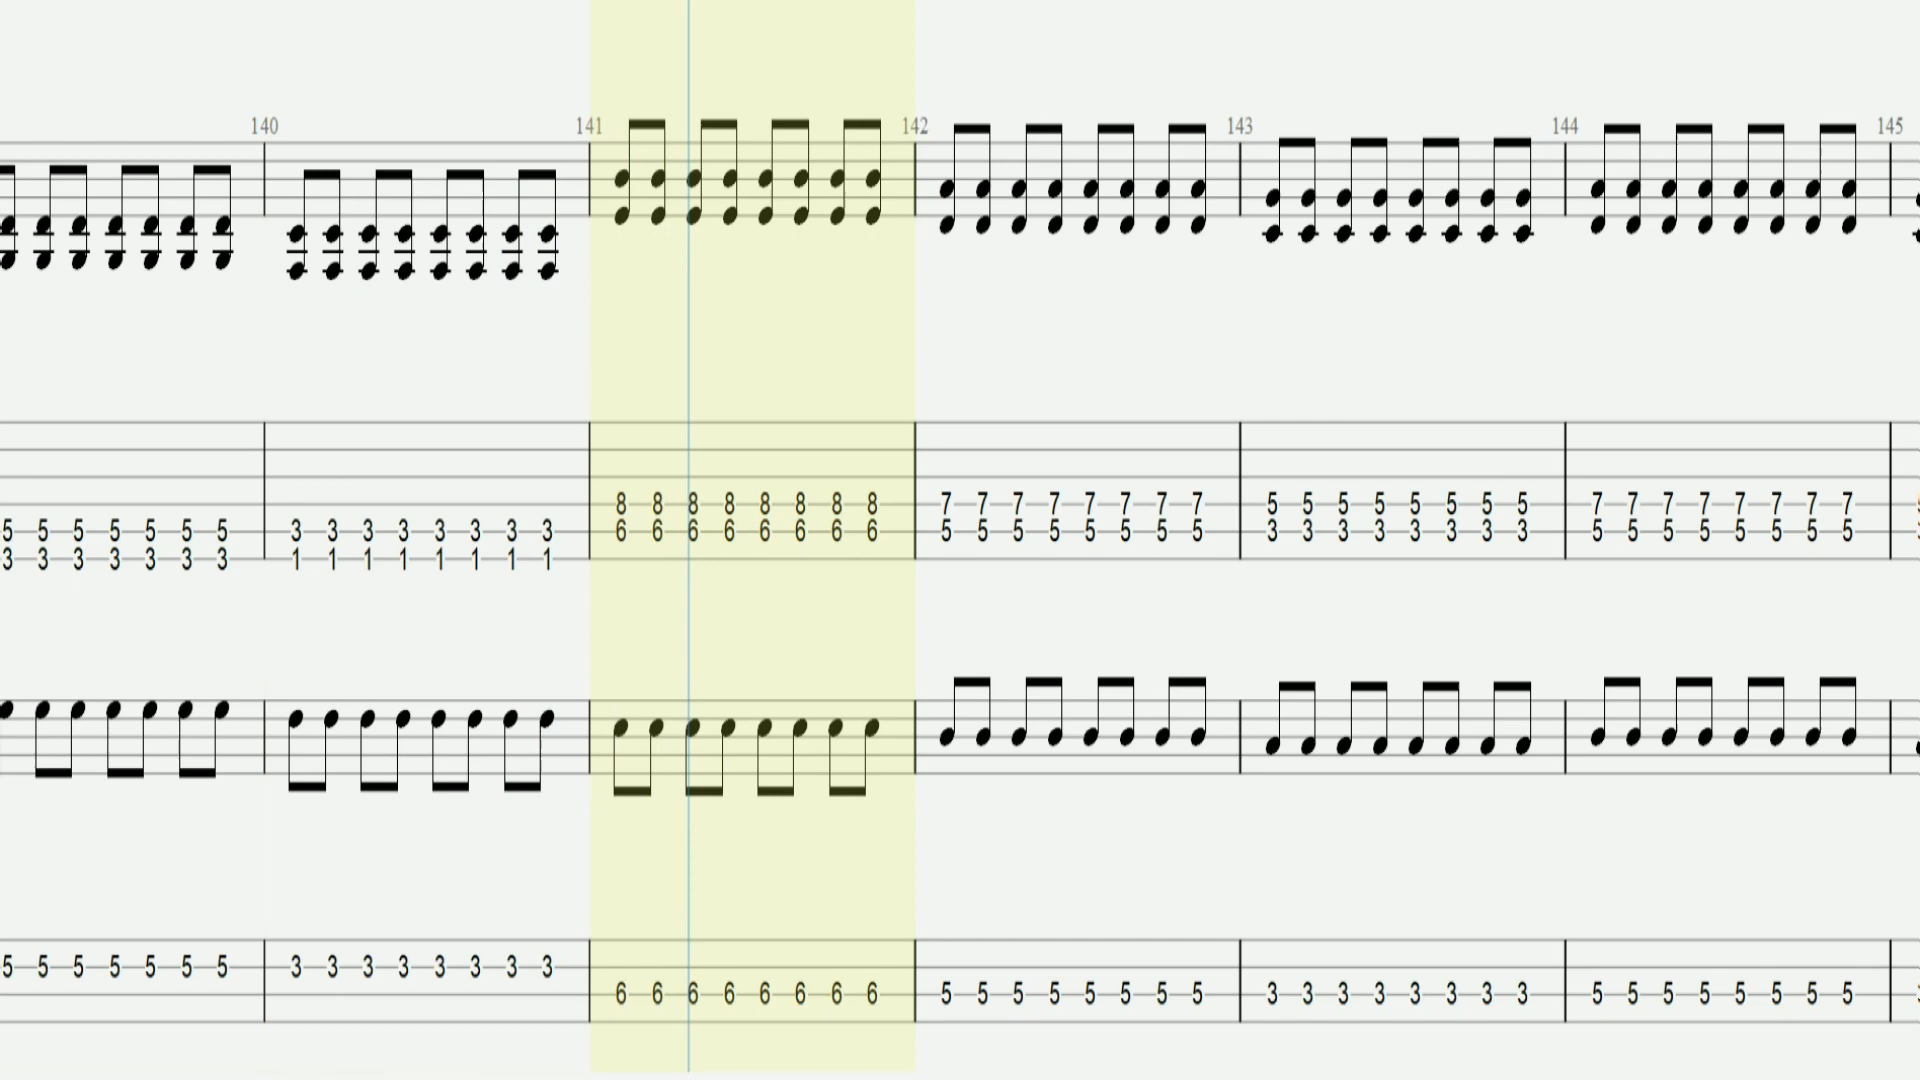 140 141 142 143 144 145
8 8 8 8 8 8 8 8 7 7 7 7 7 7 7 7 5 5 5 5 5 5 5 5 7 7 7 7 7 7 7 7
5 5 5 5 5 5 5 3 3 3 3 3 3 3 3 6 6 6 6 6 6 6 6 5 5 5 5 5 5 5 5 3 3 3 3 3 3 3 3 5 5 5 5 5 5 5 5
3 3 3 3 3 3 3 1 1 1 1 1 1 1 1
5 5 5 5 5 5 5 3 3 3 3 3 3 3 3
6 6 6 6 6 6 6 6 5 5 5 5 5 5 5 5 3 3 3 3 3 3 3 3 5 5 5 5 5 5 5 5